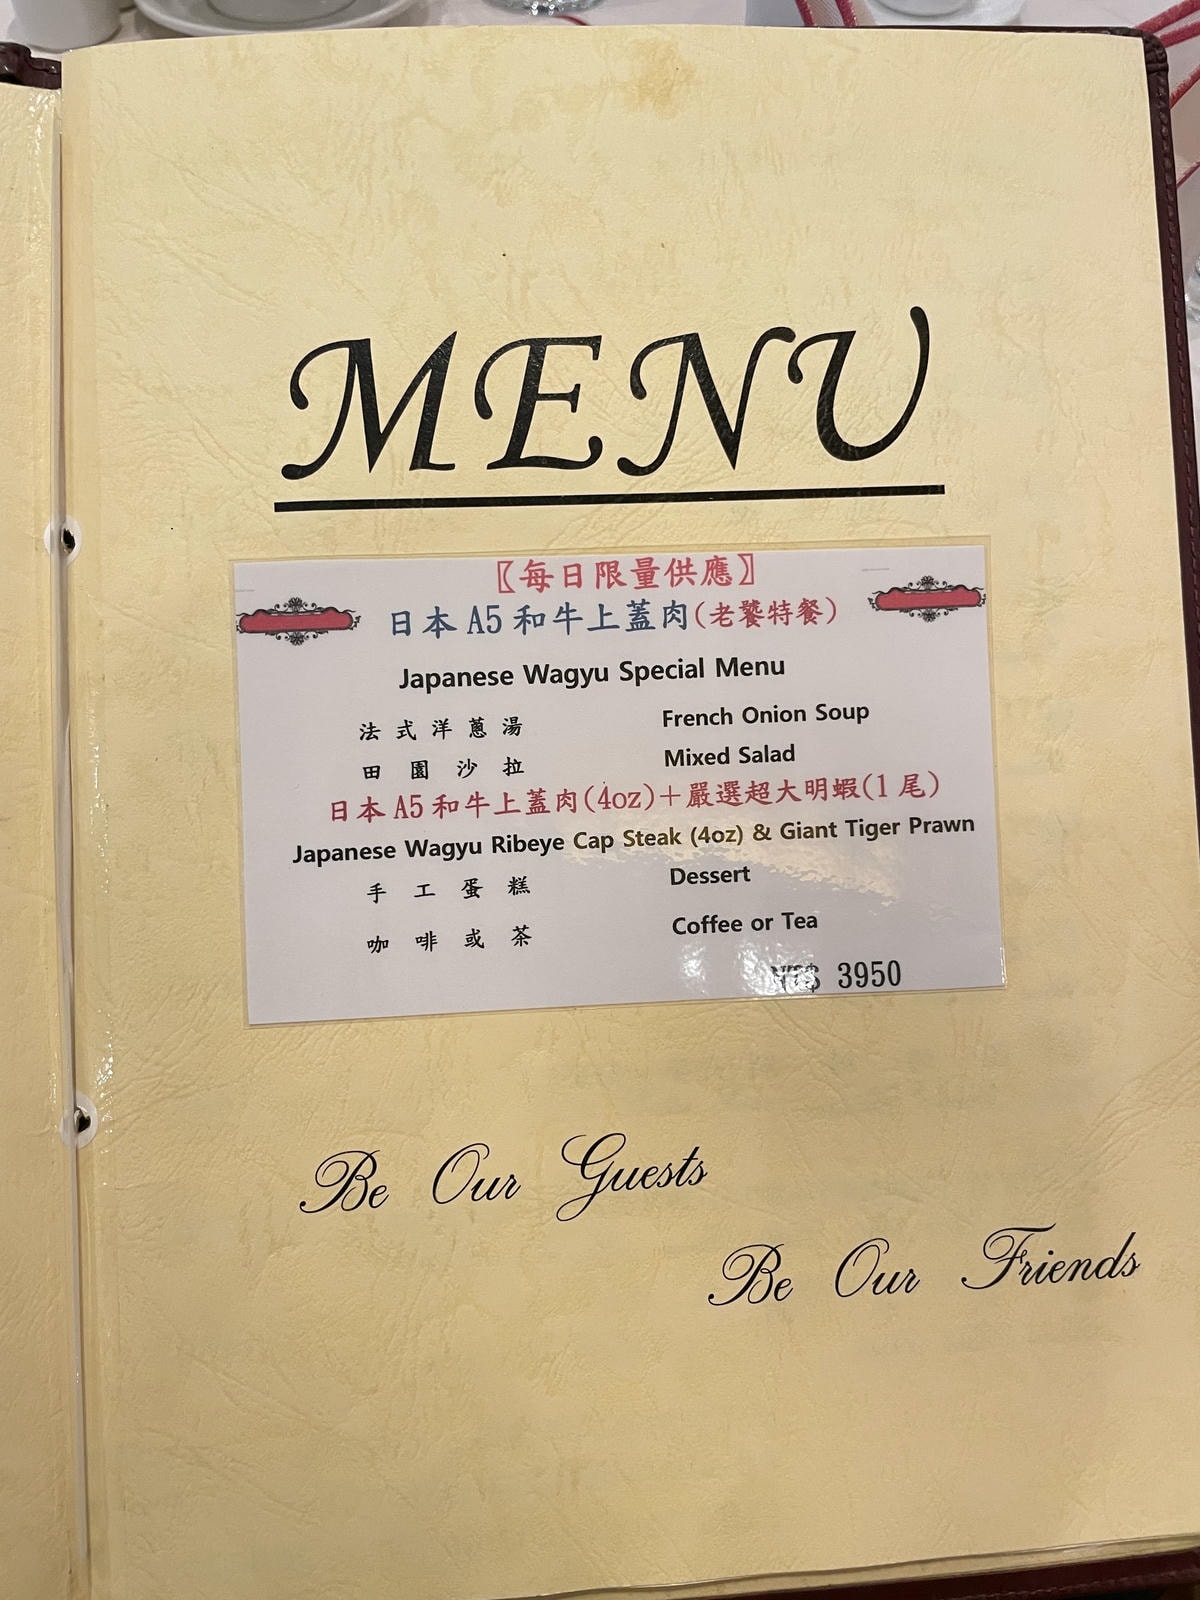 MENU
〖每日限量供應〗
日本 A5 和牛上蓋肉(老饕特餐)
Japanese Wagyu Special Menu
法式洋蔥湯 French Onion Soup
田園沙拉 Mixed Salad
日本 A5 和牛上蓋肉(4oz)+嚴選超大明蝦(1 尾)
Japanese Wagyu Ribeye Cap Steak (4oz) & Giant Tiger Prawn
手工蛋糕 Dessert
咖啡或茶 Coffee or Tea
NT$ 3950
Be Our Guests
Be Our Friends